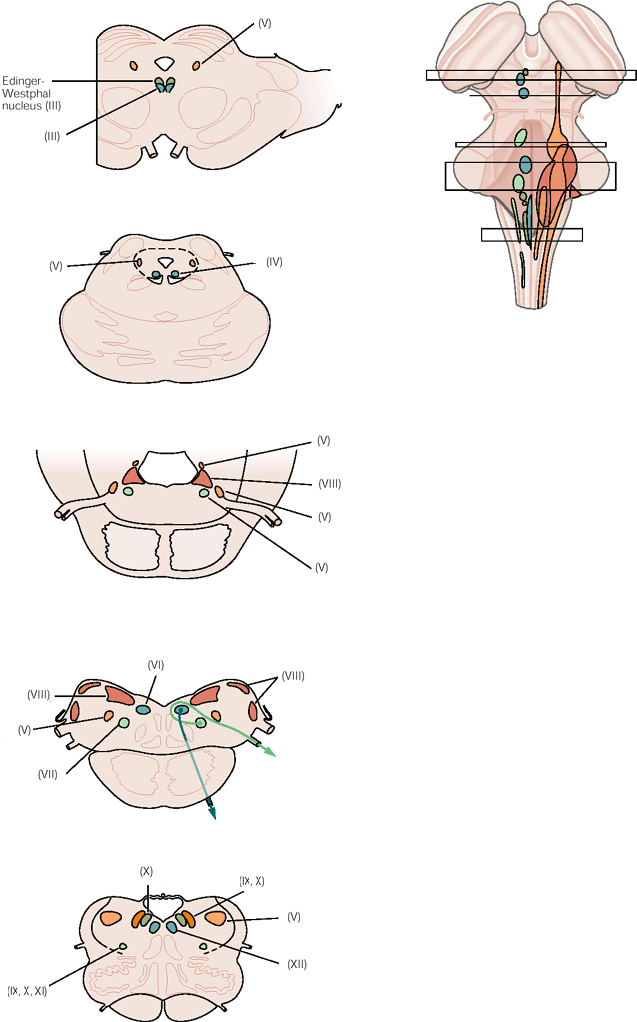 (V)
Edinger-
Westphal
nucleus (III)
(III)
(V)
(IV)
(V)
(VIII)
(V)
(V)
(VI)
(VIII)
(VIII)
(V)
(VII)
(X)
(IX, X)
(V)
(XII)
(IX, X, XI)